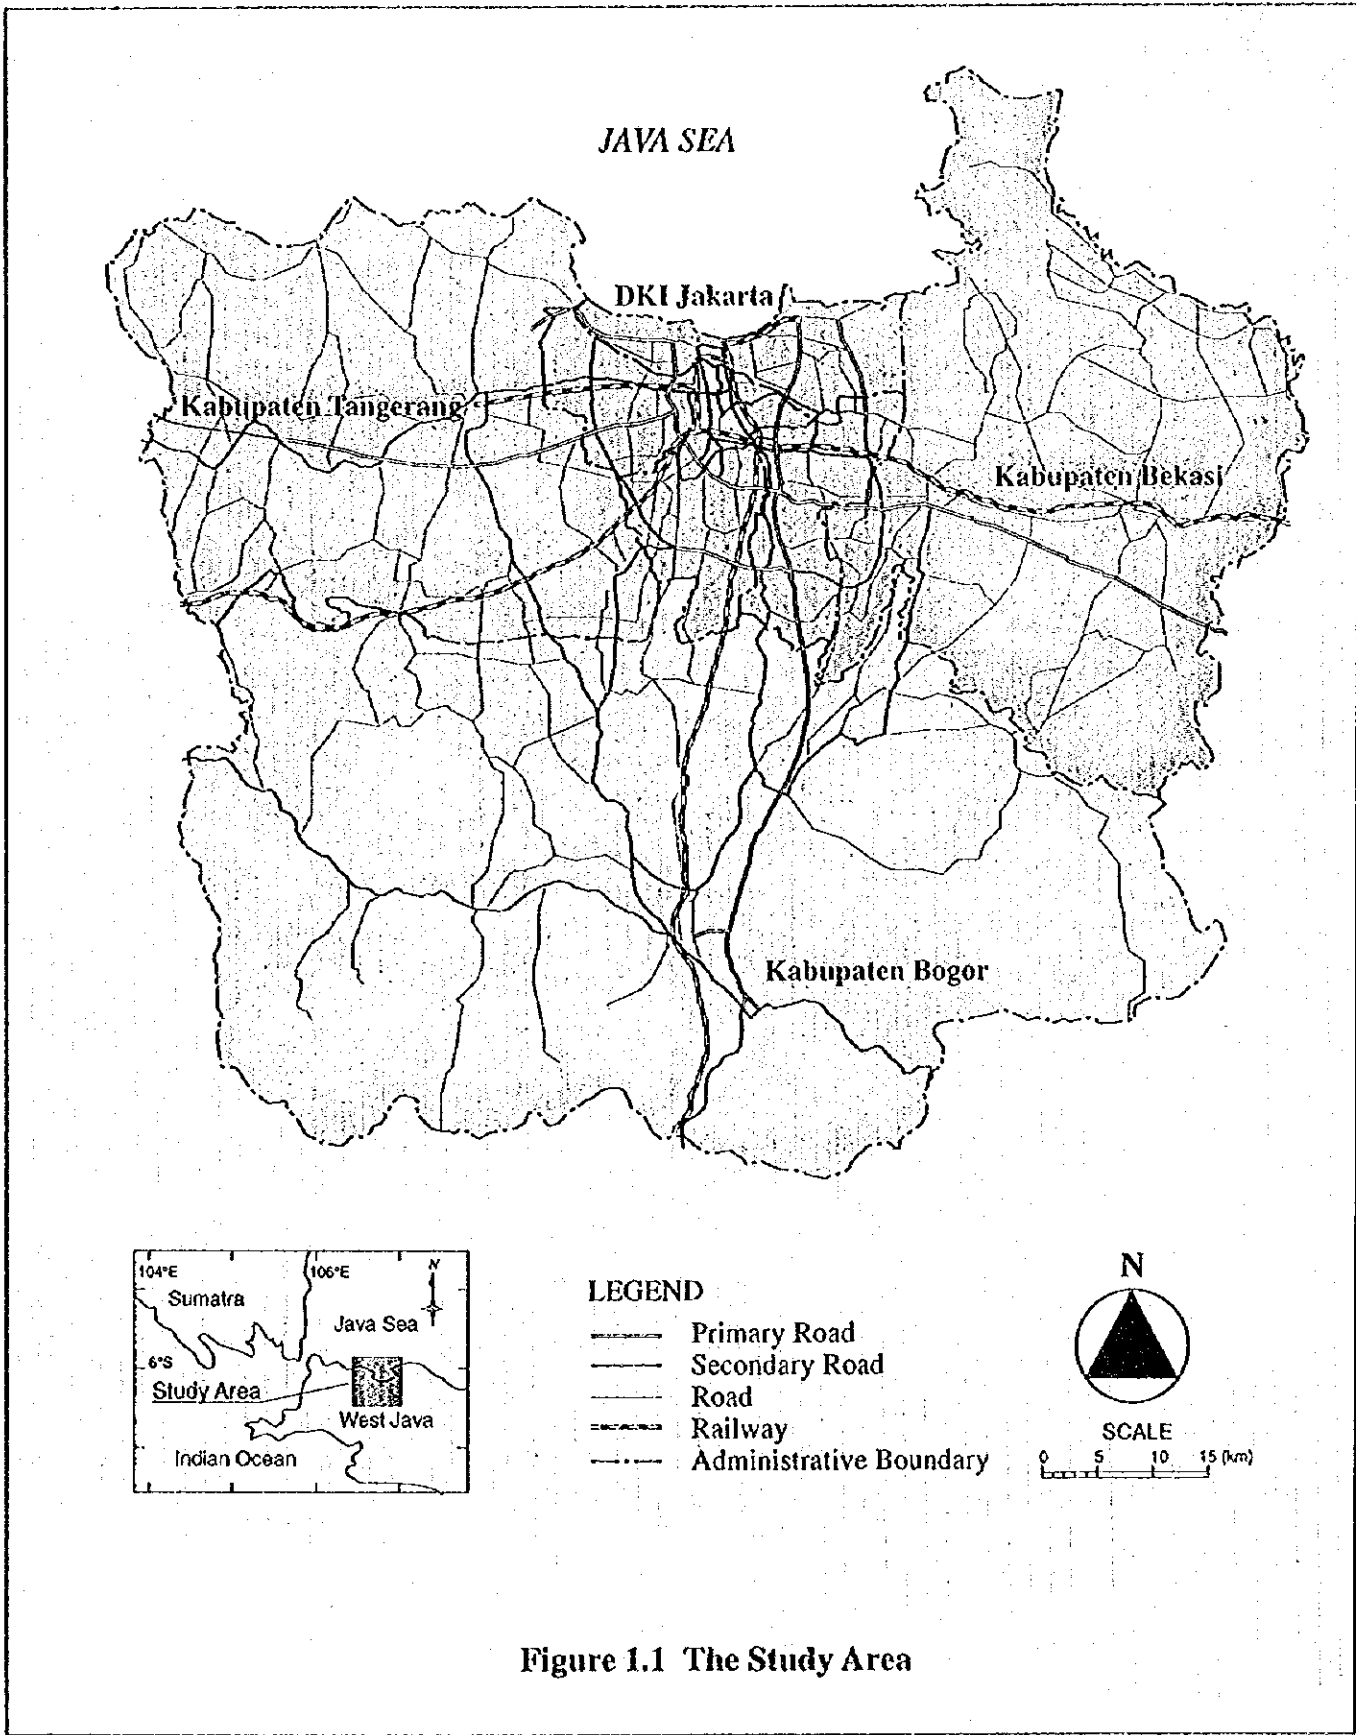 JAVA SEA
DKI Jakarta
Kabupaten Tangerang
Kabupaten Bekasi
Kabupaten Bogor
104°E
106°E
N
Sumatra
Java Sea
6°S
Study Area
West Java
Indian Ocean
LEGEND
Primary Road
Secondary Road
Road
Railway
Administrative Boundary
N
SCALE
0 5 10 15 (km)
Figure 1.1 The Study Area